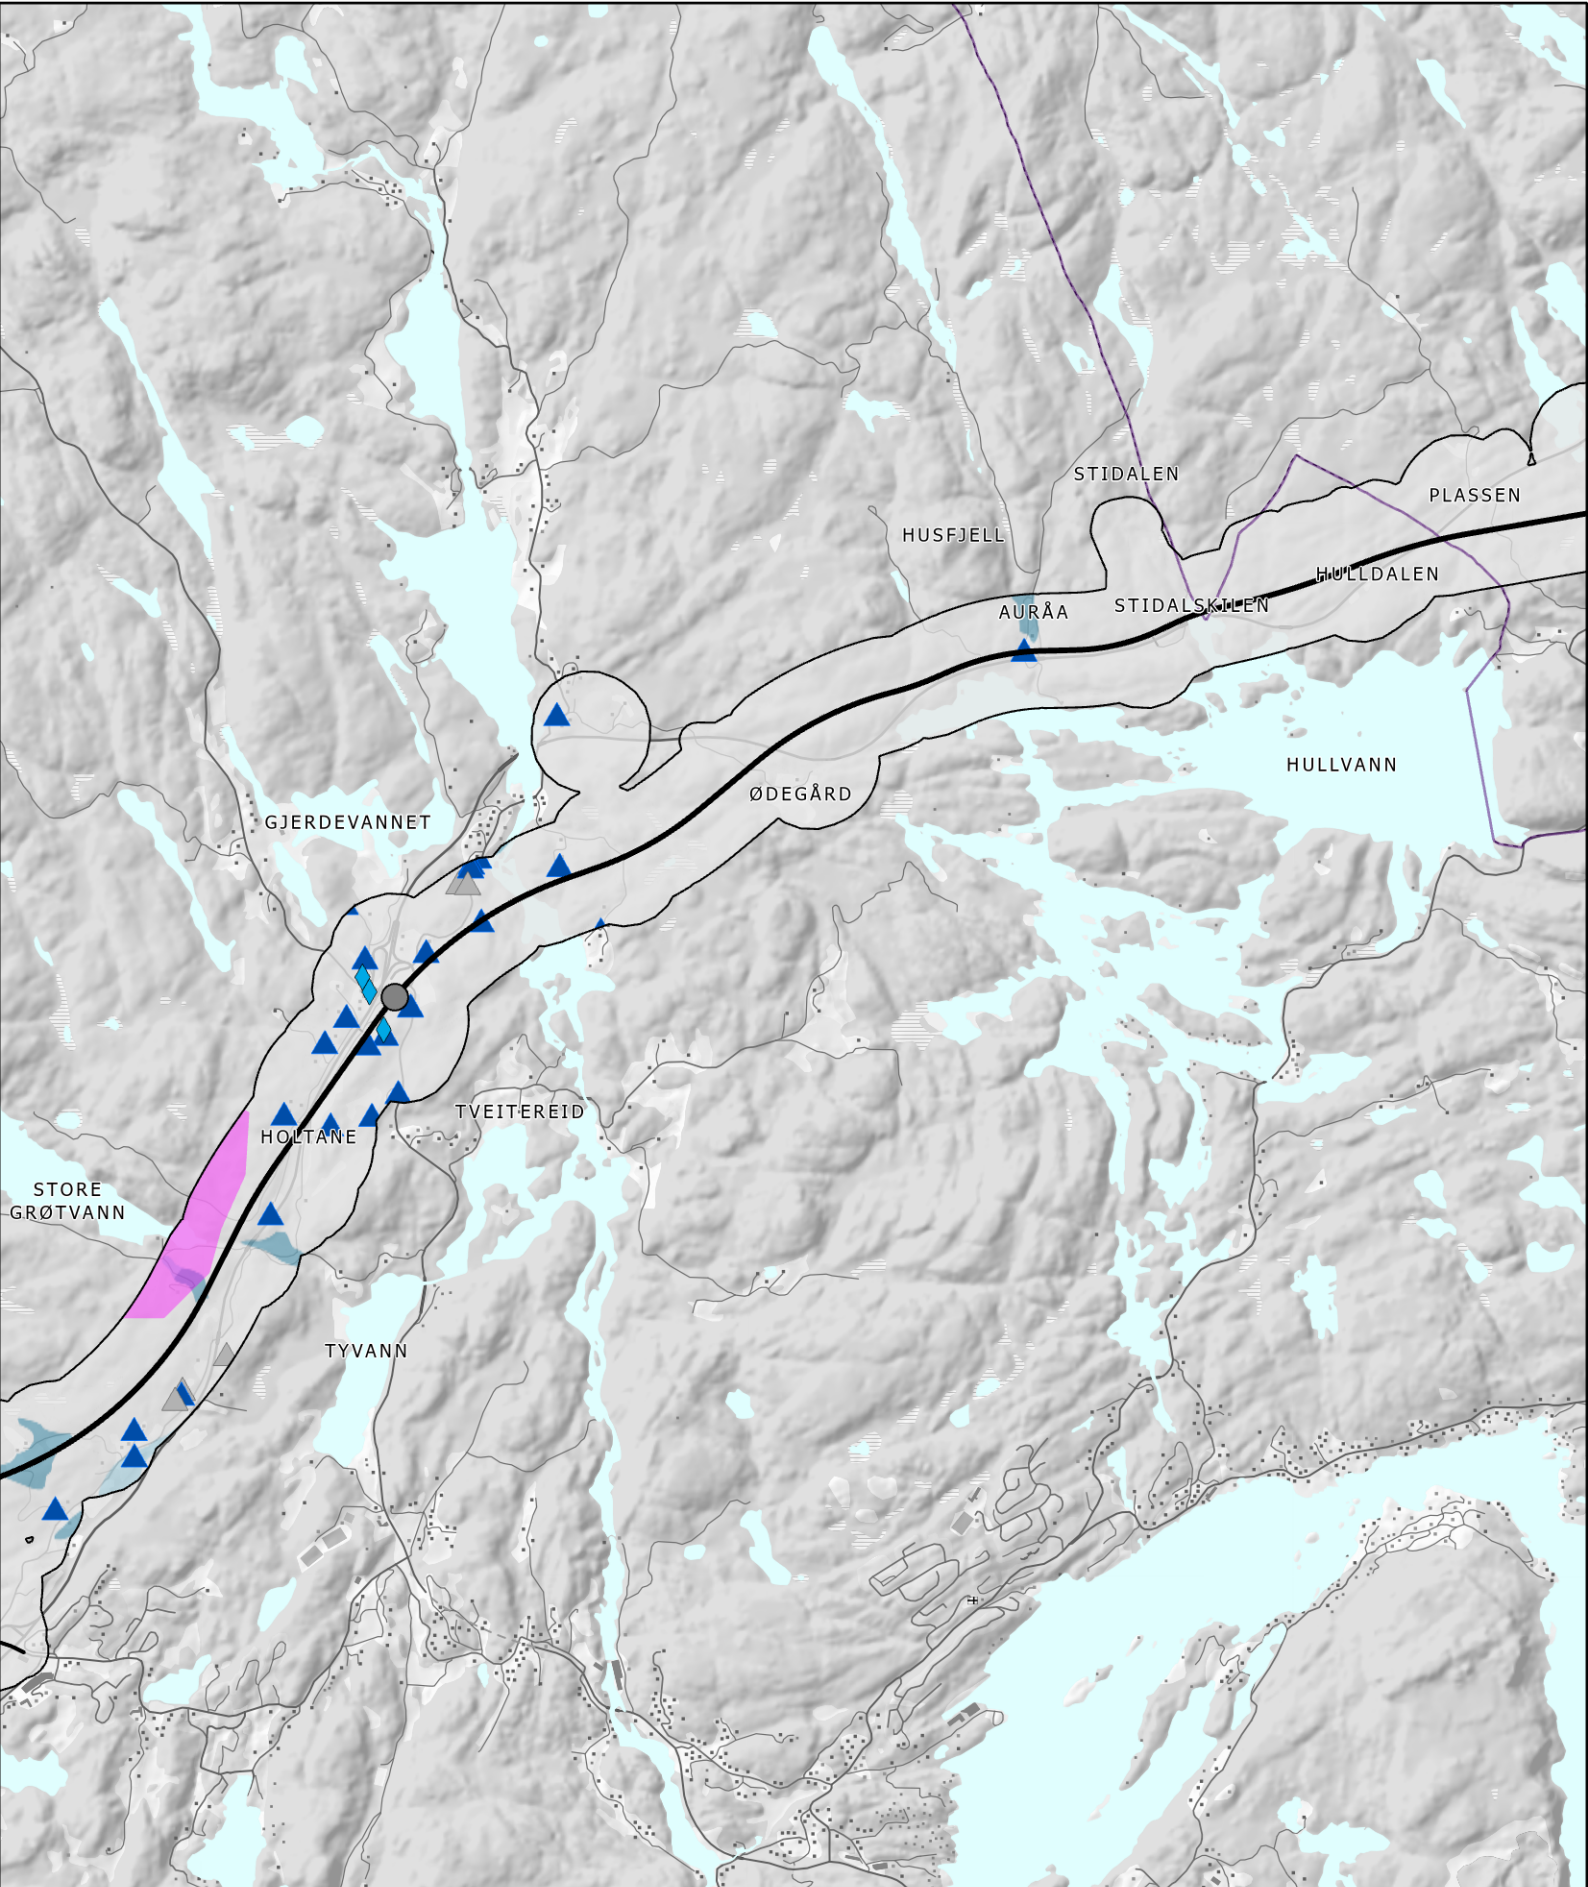 STIDALEN
PLASSEN
HUSFJELL
HULLDALEN
AURÅA
STIDALSKILEN
HULLVANN
ØDEGÅRD
GJERDEVANNET
TVEITEREID
HOLTANE
STORE
GRØTVANN
TYVANN